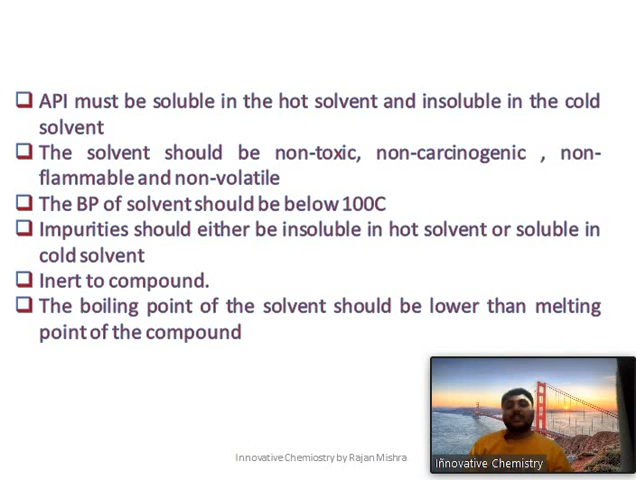 API must be soluble in the hot solvent and insoluble in the cold
solvent
The solvent should be non-toxic, non-carcinogenic , non-
flammable and non-volatile
The BP of solvent should be below 100C
Impurities should either be insoluble in hot solvent or soluble in
cold solvent
Inert to compound.
The boiling point of the solvent should be lower than melting
point of the compound
Innovative Chemiostry by Rajan Mishra
Innovative Chemistry